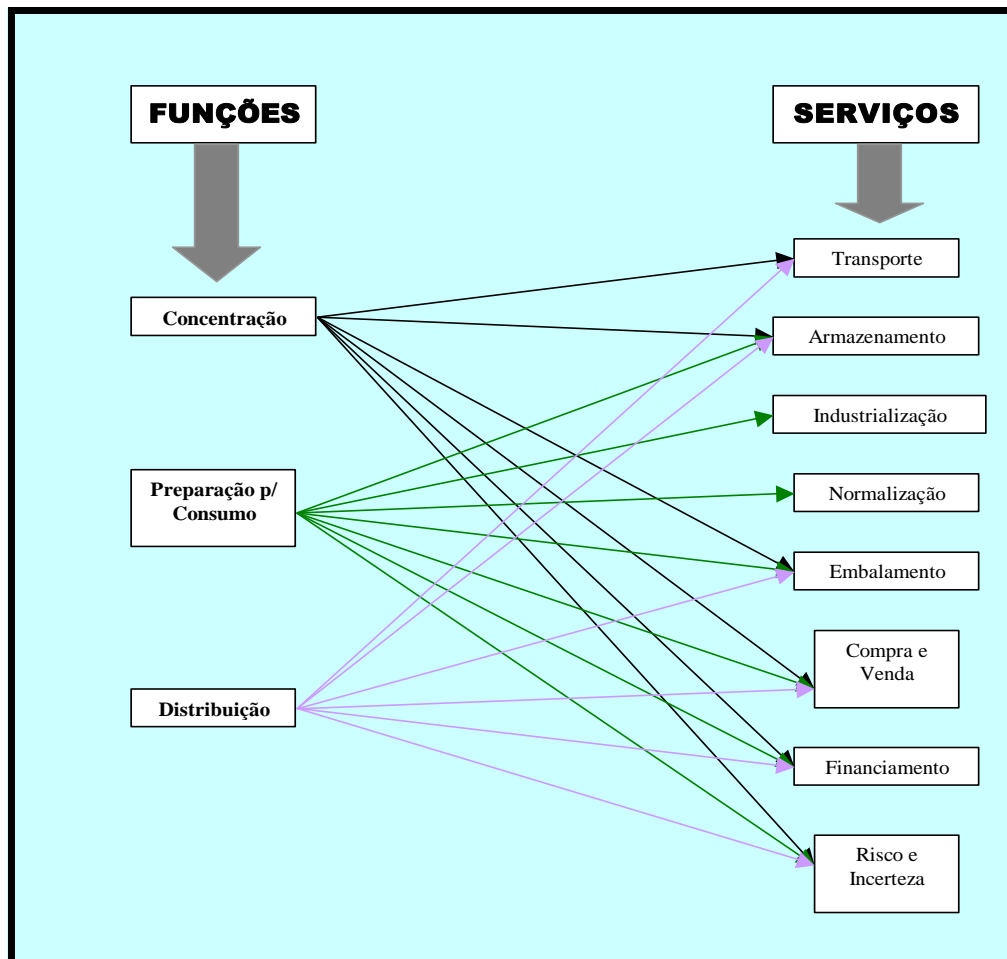 FUNÇÕES
SERVIÇOS
Transporte
Concentração
Armazenamento
Industrialização
Preparação p/
Consumo
Normalização
Embalamento
Compra e
Venda
Distribuição
Financiamento
Risco e
Incerteza